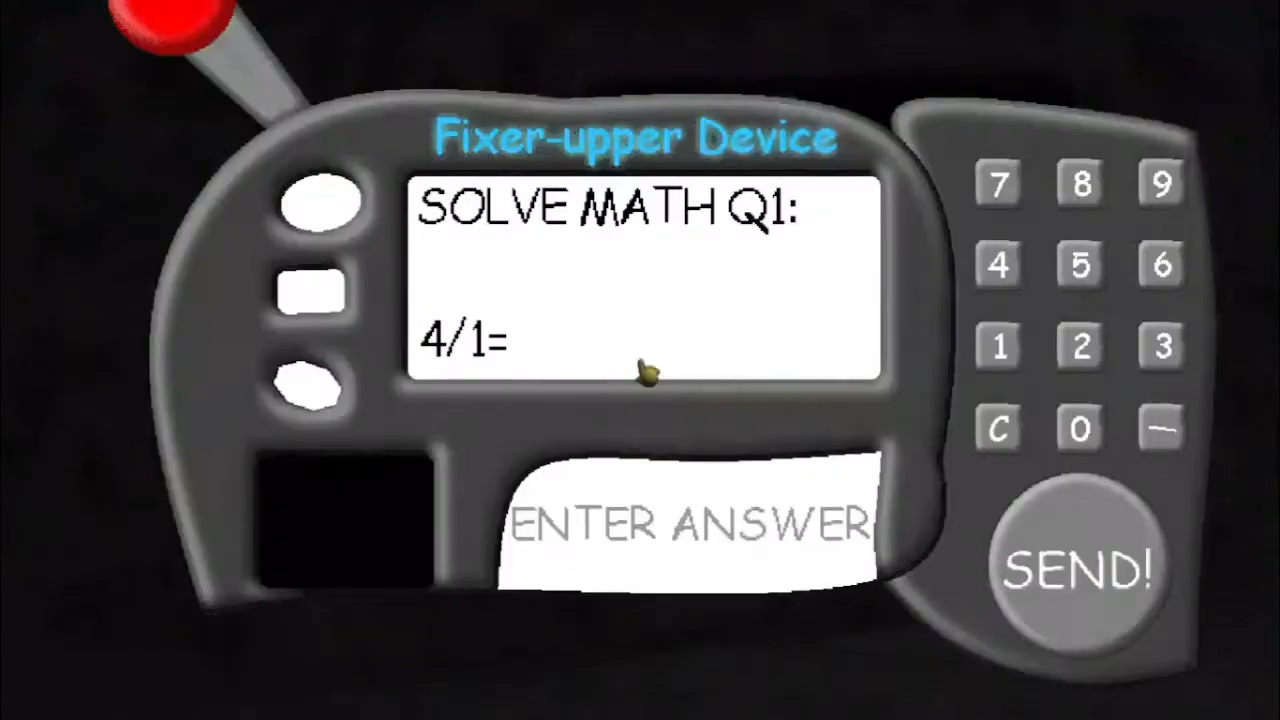 Fixer-upper Device
SOLVE MATH Q1:
4/1=
ENTER ANSWER
7 8 9
4 5 6
1 2 3
C 0 —
SEND!